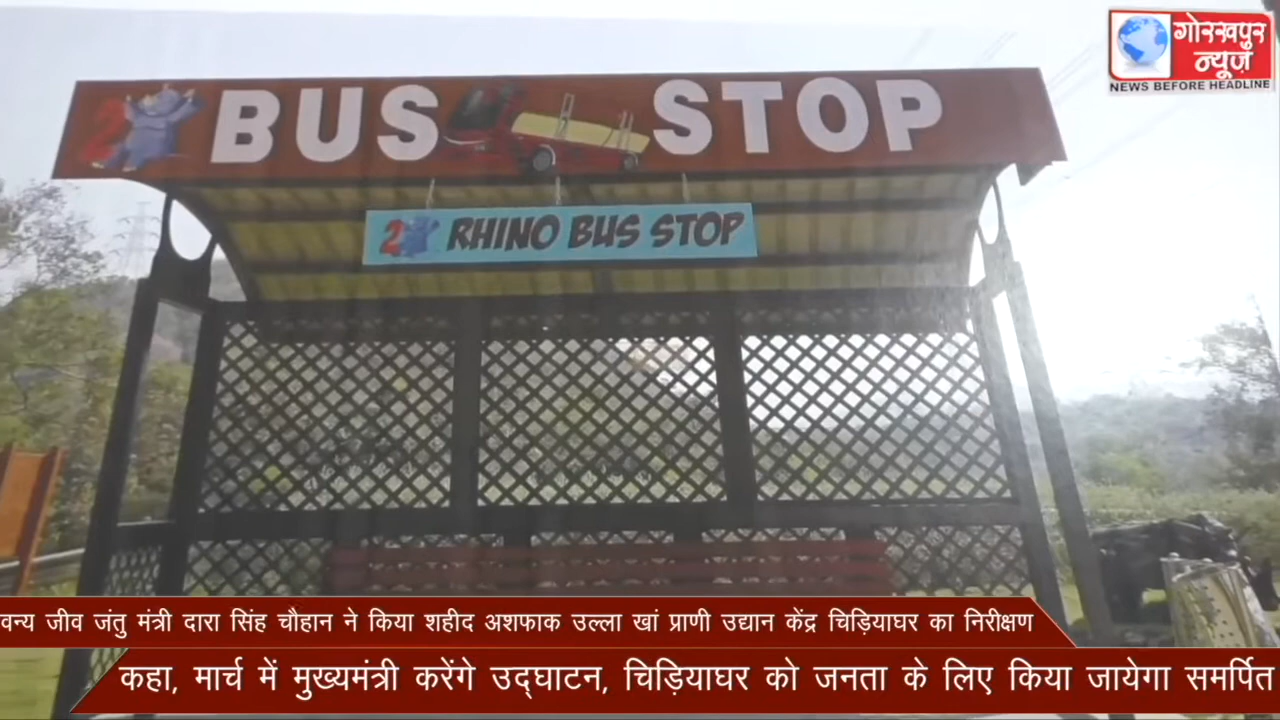 गोरखपुर
न्यूज़
NEWS BEFORE HEADLINE
BUS STOP
2 RHINO BUS STOP
वन्य जीव जंतु मंत्री दारा सिंह चौहान ने किया शहीद अशफाक उल्ला खां प्राणी उद्यान केंद्र चिड़ियाघर का निरीक्षण
कहा, मार्च में मुख्यमंत्री करेंगे उद्घाटन, चिड़ियाघर को जनता के लिए किया जायेगा समर्पित